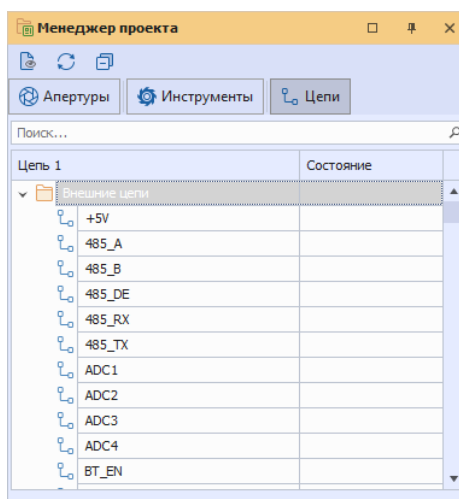 Менеджер проекта
Апертуры Инструменты Цепи
Поиск...
Цепь 1 Состояние
Внешние цепи
+5V
485_A
485_B
485_DE
485_RX
485_TX
ADC1
ADC2
ADC3
ADC4
BT_EN